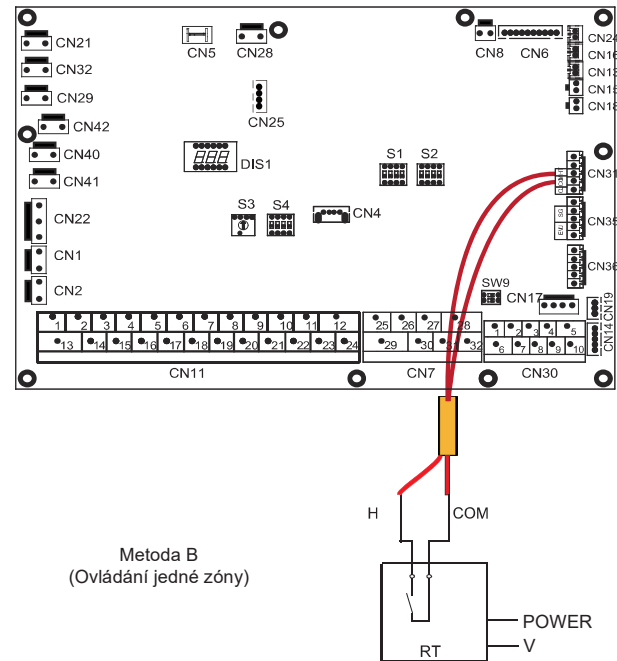 CN21
CN5
CN28
CN8
CN6
CN24
CN16
CN32
CN13
CN15
CN29
CN18
CN25
CN42
CN40
DIS1
S1
S2
CN31
CN41
CN22
S3
S4
CN4
SG
CN35
EVU
CN1
CN36
CN2
SW9
CN17
CN19
CN14
1 2 3 4 5 6 7 8 9 10 11 12
25 26 27 28
1 2 3 4 5
13 14 15 16 17 18 19 20 21 22 23 24
29 30 31 32
6 7 8 9 10
CN11
CN7
CN30
H
COM
Metoda B
(Ovládání jedné zóny)
POWER
V
RT